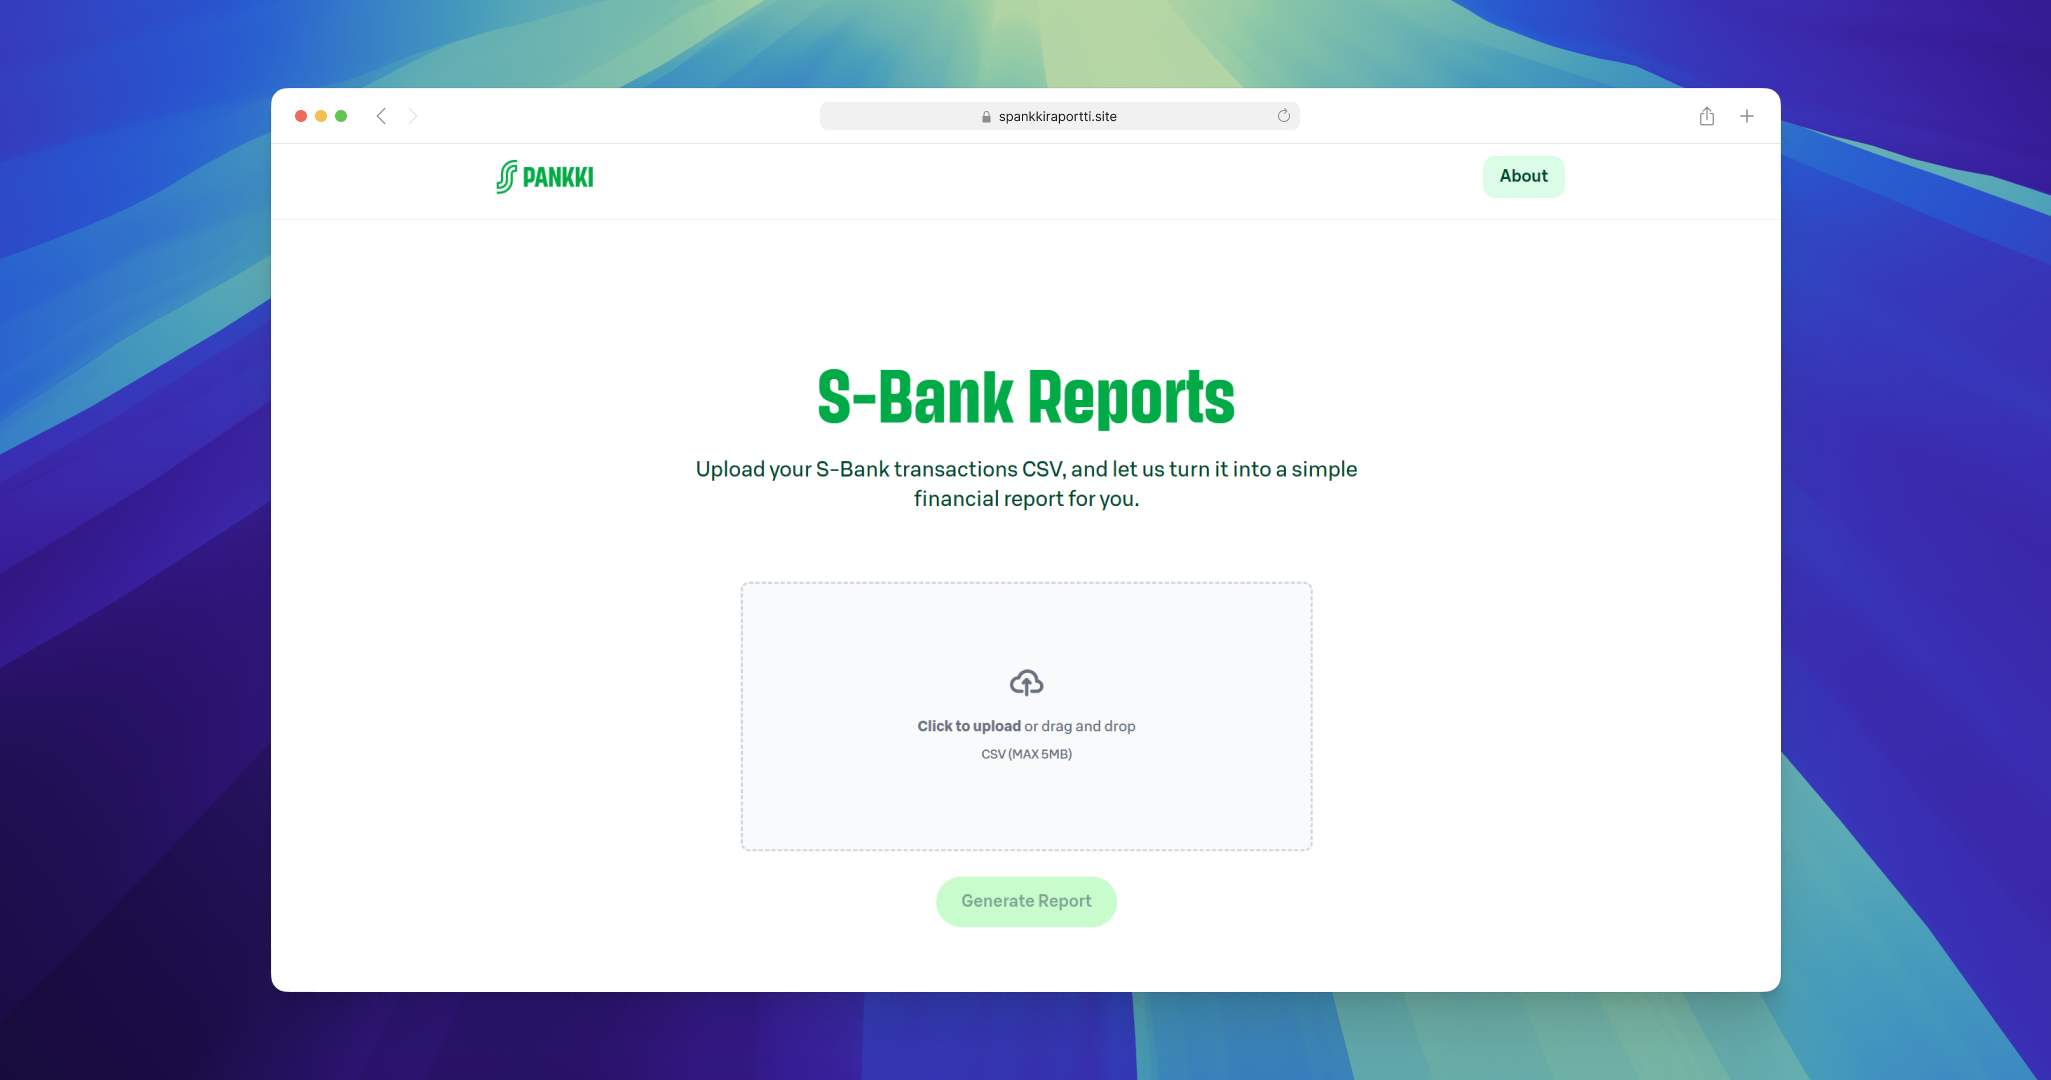 spankkiraportti.site
S PANKKI
About
S-Bank Reports
Upload your S-Bank transactions CSV, and let us turn it into a simple
financial report for you.
Click to upload or drag and drop
CSV (MAX 5MB)
Generate Report